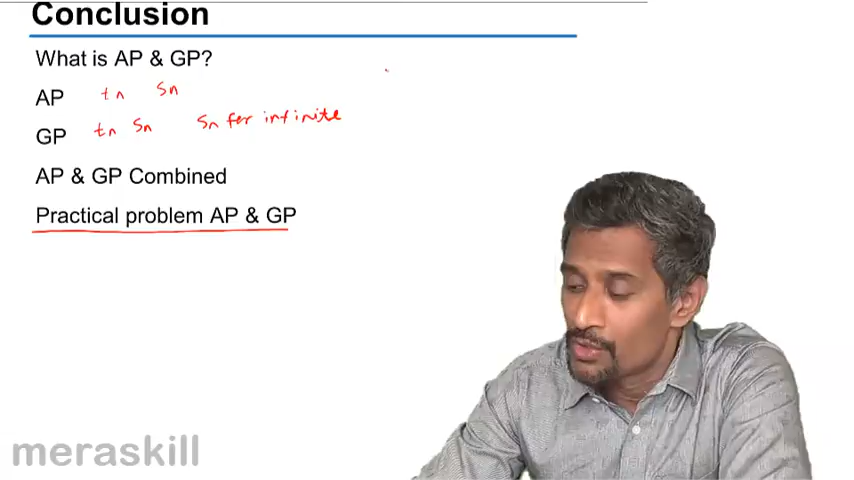 Conclusion
What is AP & GP?
AP tn Sn
GP tn Sn Sn for infinite
AP & GP Combined
Practical problem AP & GP
meraskill